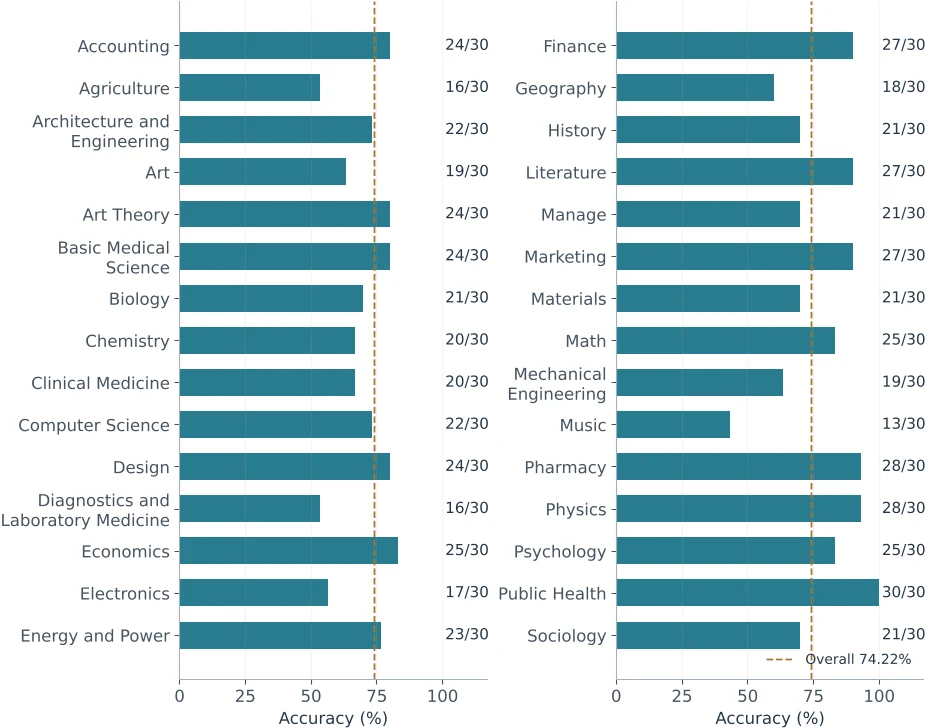 Accounting 24/30
Agriculture 16/30
Architecture and
Engineering 22/30
Art 19/30
Art Theory 24/30
Basic Medical
Science 24/30
Biology 21/30
Chemistry 20/30
Clinical Medicine 20/30
Computer Science 22/30
Design 24/30
Diagnostics and
Laboratory Medicine 16/30
Economics 25/30
Electronics 17/30
Energy and Power 23/30
0 25 50 75 100
Accuracy (%)
Finance 27/30
Geography 18/30
History 21/30
Literature 27/30
Manage 21/30
Marketing 27/30
Materials 21/30
Math 25/30
Mechanical
Engineering 19/30
Music 13/30
Pharmacy 28/30
Physics 28/30
Psychology 25/30
Public Health 30/30
Sociology 21/30
Overall 74.22%
0 25 50 75 100
Accuracy (%)